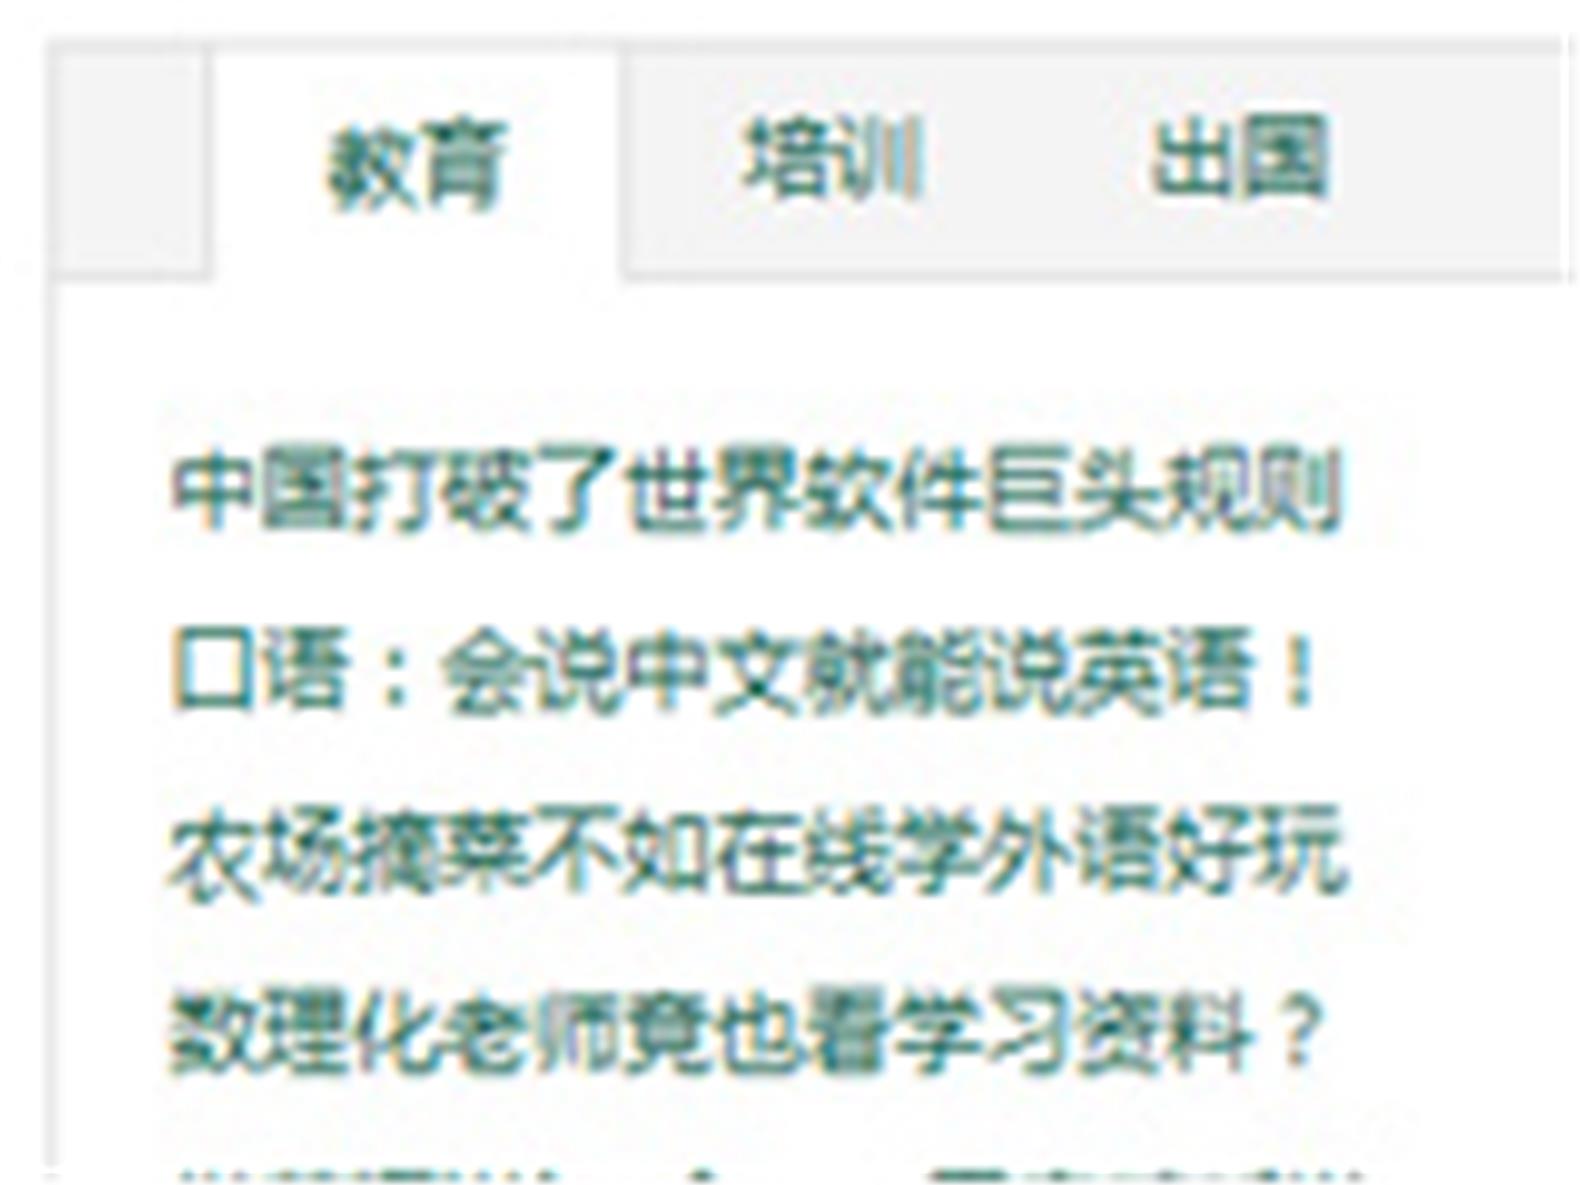 教育 培训 出国
中国打破了世界软件巨头规则
口语：会说中文就能说英语！
农场摘菜不如在线学外语好玩
数理化老师竟也看学习资料？